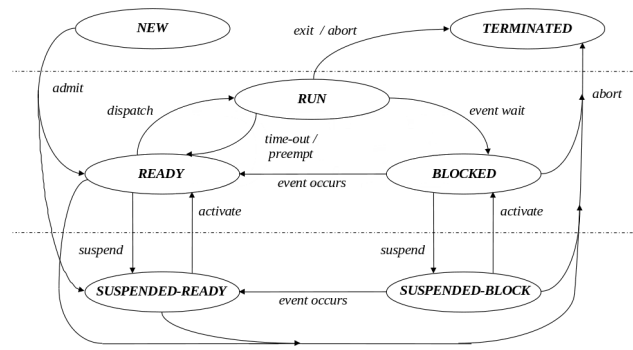 NEW
exit / abort
TERMINATED
admit
dispatch
RUN
event wait
abort
time-out /
preempt
READY
event occurs
BLOCKED
suspend
activate
suspend
activate
SUSPENDED-READY
event occurs
SUSPENDED-BLOCK